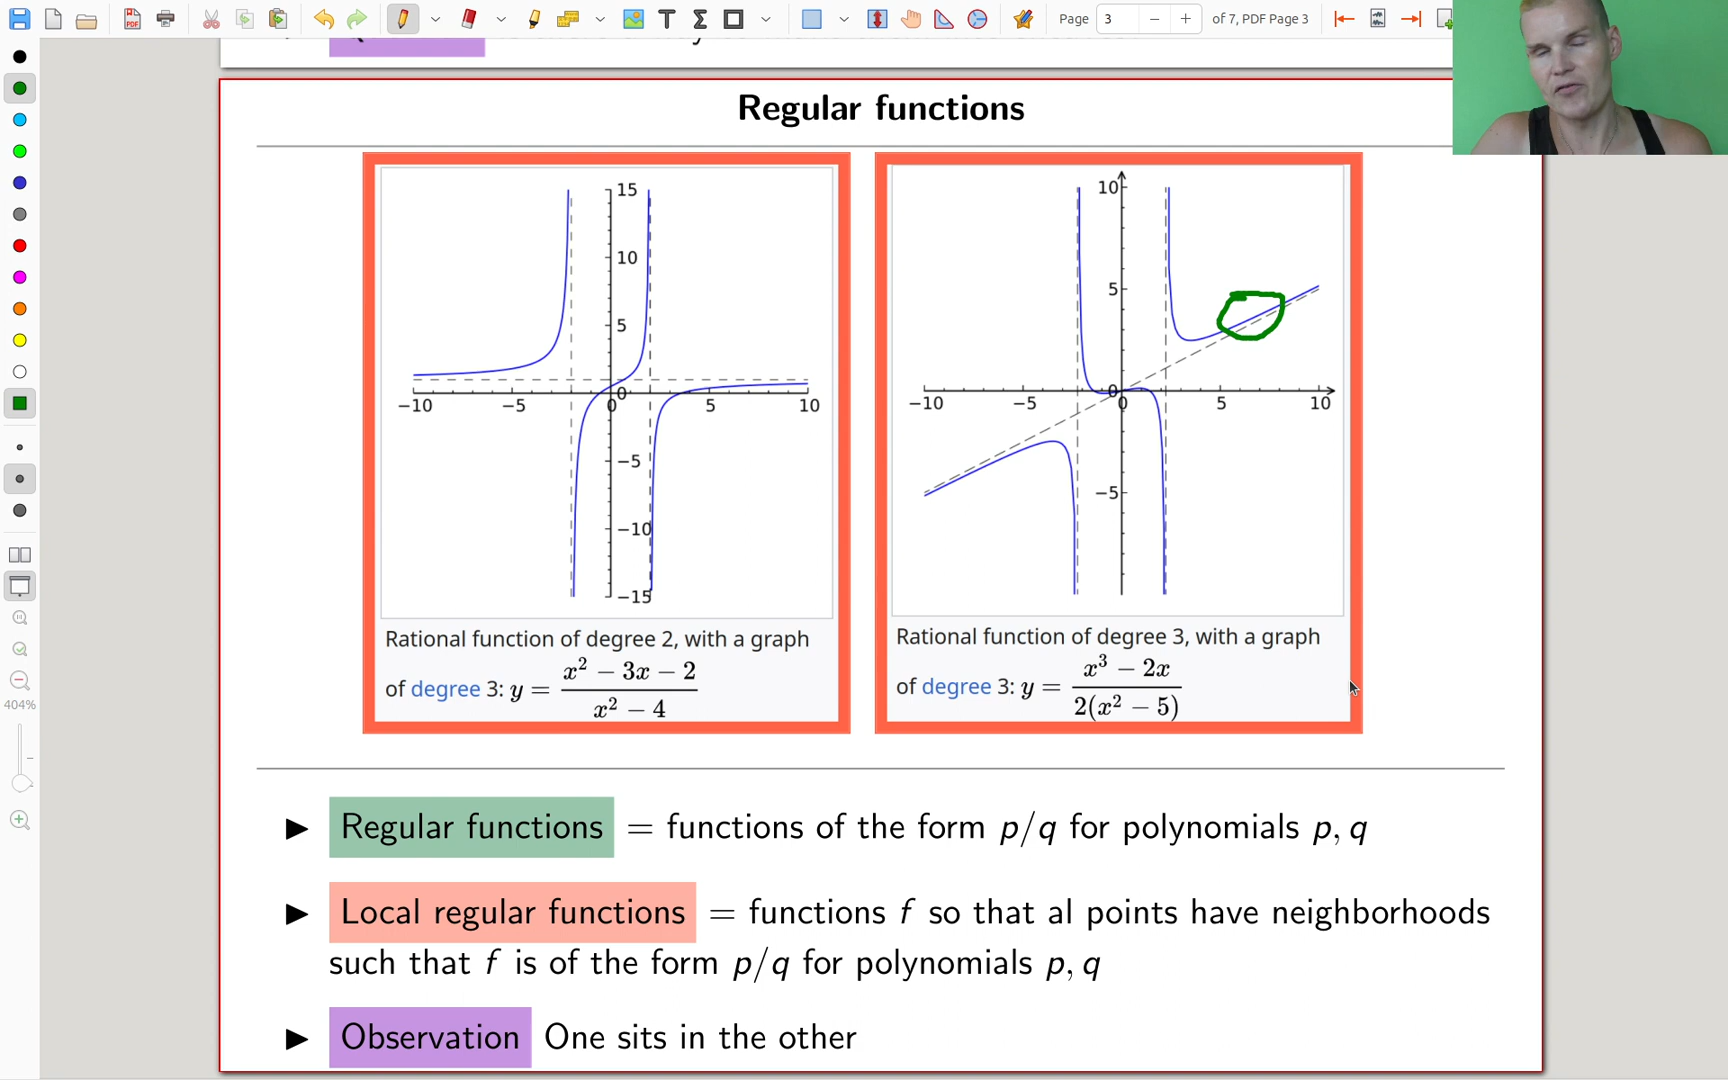 Page 3 of 7, PDF Page 3
404%
Regular functions
15
10
5
0
−10
−5
0
5
10
−5
−10
−15
Rational function of degree 2, with a graph
of degree 3: y = (x² − 3x − 2)/(x² − 4)
10
5
0
−10
−5
0
5
10
−5
Rational function of degree 3, with a graph
of degree 3: y = (x³ − 2x)/(2(x² − 5))
▶ Regular functions = functions of the form p/q for polynomials p, q
▶ Local regular functions = functions f so that al points have neighborhoods
such that f is of the form p/q for polynomials p, q
▶ Observation One sits in the other